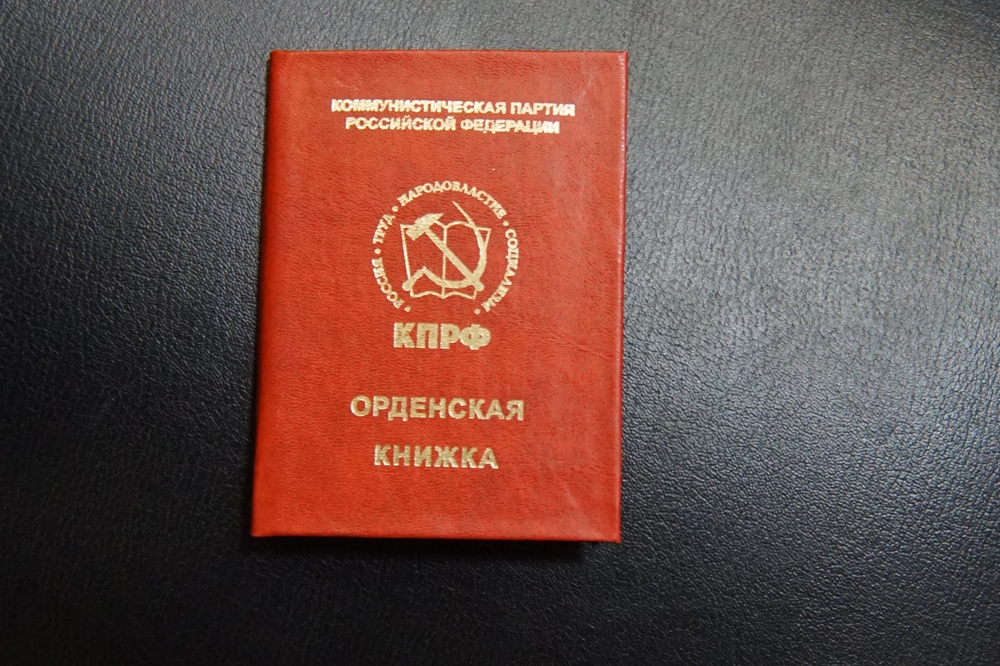 КОММУНИСТИЧЕСКАЯ ПАРТИЯ
РОССИЙСКОЙ ФЕДЕРАЦИИ
РОССИЯ • ТРУД • НАРОДОВЛАСТИЕ • СОЦИАЛИЗМ •
КПРФ
ОРДЕНСКАЯ
КНИЖКА